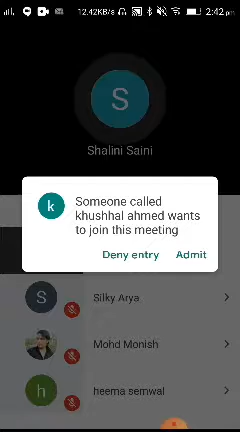 12.42KB/s
2:42 pm
S
Shalini Saini
k
Someone called
khushhal ahmed wants
to join this meeting
Deny entry
Admit
S
Silky Arya
Mohd Monish
h
heema semwal